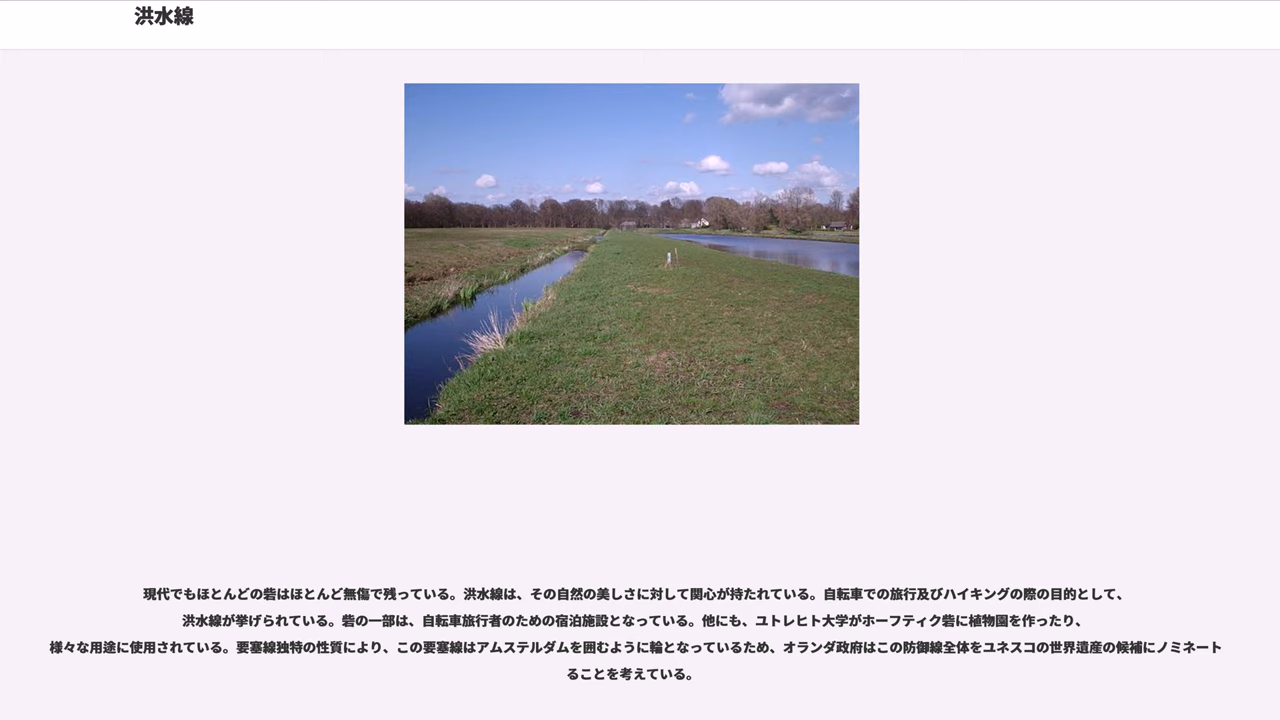 洪水線
現代でもほとんどの砦はほとんど無傷で残っている。洪水線は、その自然の美しさに対して関心が持たれている。自転車での旅行及びハイキングの際の目的として、
洪水線が挙げられている。砦の一部は、自転車旅行者のための宿泊施設となっている。他にも、ユトレヒト大学がホーフティク砦に植物園を作ったり、
様々な用途に使用されている。要塞線独特の性質により、この要塞線はアムステルダムを囲むように輪となっているため、オランダ政府はこの防御線全体をユネスコの世界遺産の候補にノミネート
ることを考えている。